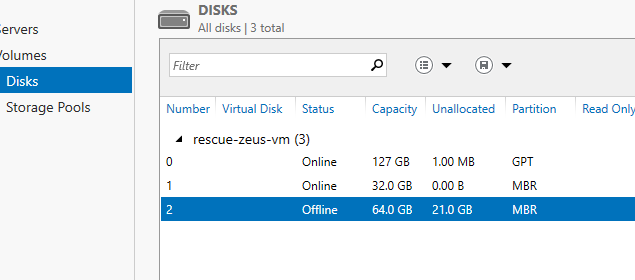 DISKS
All disks | 3 total
Servers
Volumes
Disks
Storage Pools
Filter
Number Virtual Disk Status Capacity Unallocated Partition Read Only
rescue-zeus-vm (3)
0 Online 127 GB 1.00 MB GPT
1 Online 32.0 GB 0.00 B MBR
2 Offline 64.0 GB 21.0 GB MBR